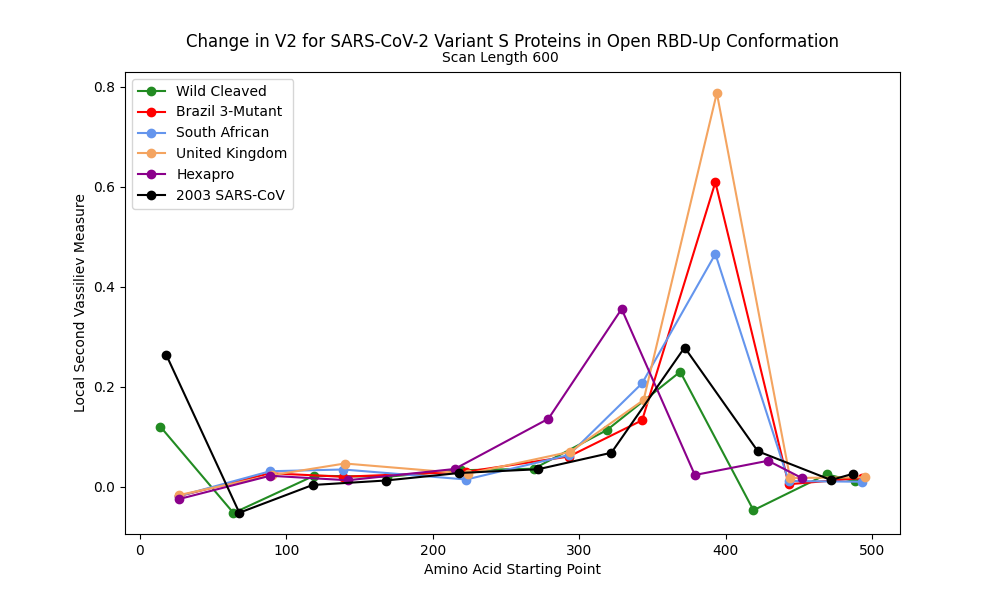 Change in V2 for SARS-CoV-2 Variant S Proteins in Open RBD-Up Conformation
Scan Length 600
Wild Cleaved
Brazil 3-Mutant
South African
United Kingdom
Hexapro
2003 SARS-CoV
Local Second Vassiliev Measure
0.8
0.6
0.4
0.2
0.0
0 100 200 300 400 500
Amino Acid Starting Point